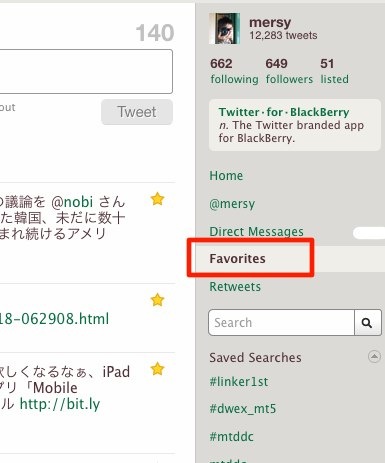 140
out
Tweet
の議論を @nobi さん
た韓国、未だに数十
まれ続けるアメリ
18-062908.html
欲しくなるなぁ、iPad
プリ「Mobile
ル http://bit.ly
mersy
12,283 tweets
662 649 51
following followers listed
Twitter·for·BlackBerry
n. The Twitter branded app
for BlackBerry.
Home
@mersy
Direct Messages
Favorites
Retweets
Search
Saved Searches
#linker1st
#dwex_mt5
#mtddc
#mtddc